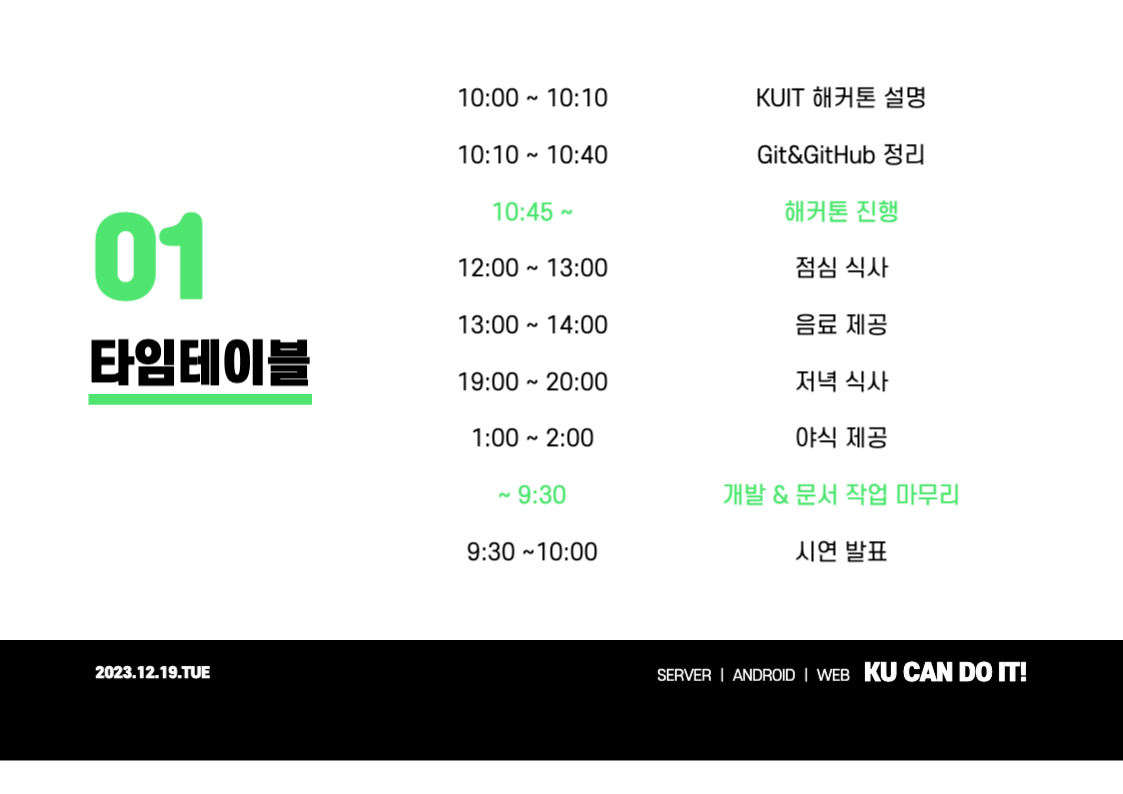 01
타임테이블
10:00 ~ 10:10 KUIT 해커톤 설명
10:10 ~ 10:40 Git&GitHub 정리
10:45 ~ 해커톤 진행
12:00 ~ 13:00 점심 식사
13:00 ~ 14:00 음료 제공
19:00 ~ 20:00 저녁 식사
1:00 ~ 2:00 야식 제공
~ 9:30 개발 & 문서 작업 마무리
9:30 ~10:00 시연 발표
2023.12.19.TUE
SERVER | ANDROID | WEB KU CAN DO IT!